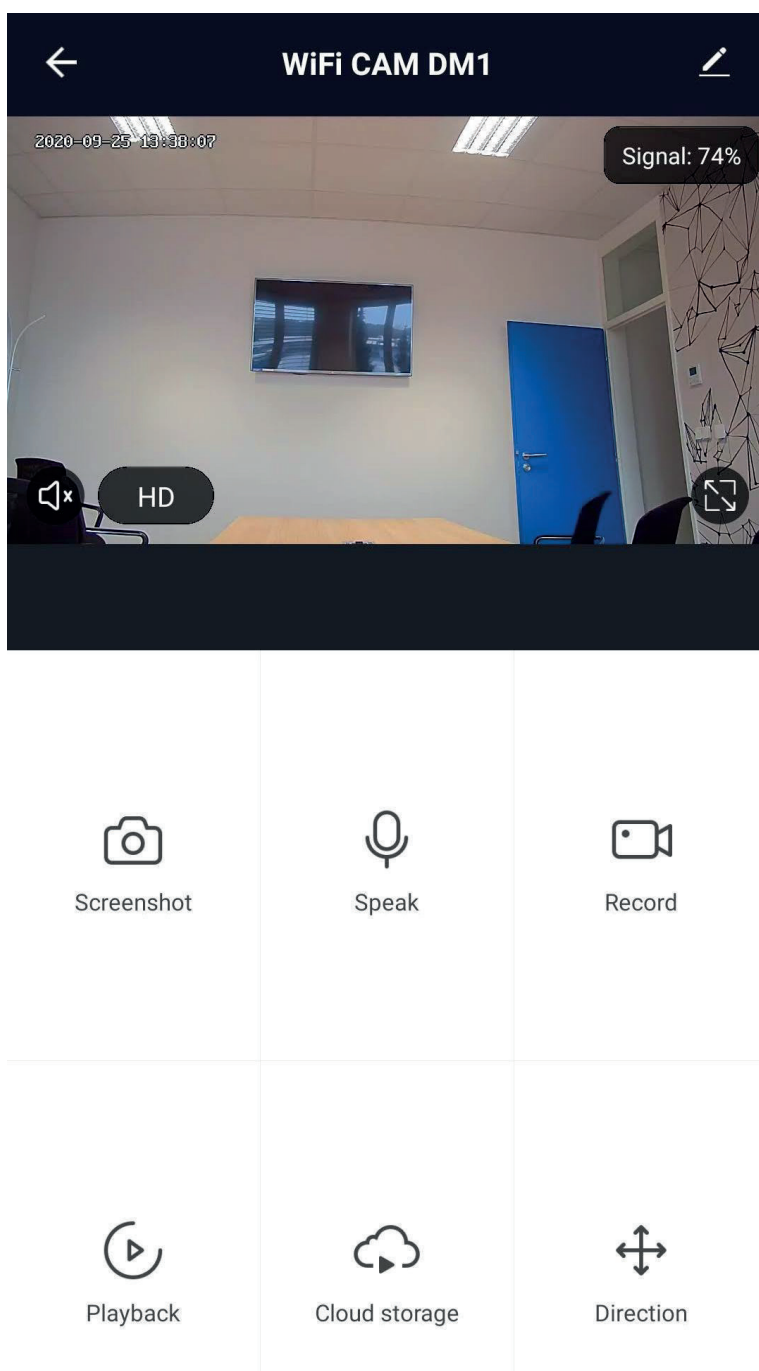 WiFi CAM DM1
2020-09-25 13:38:07
Signal: 74%
HD
Screenshot
Speak
Record
Playback
Cloud storage
Direction